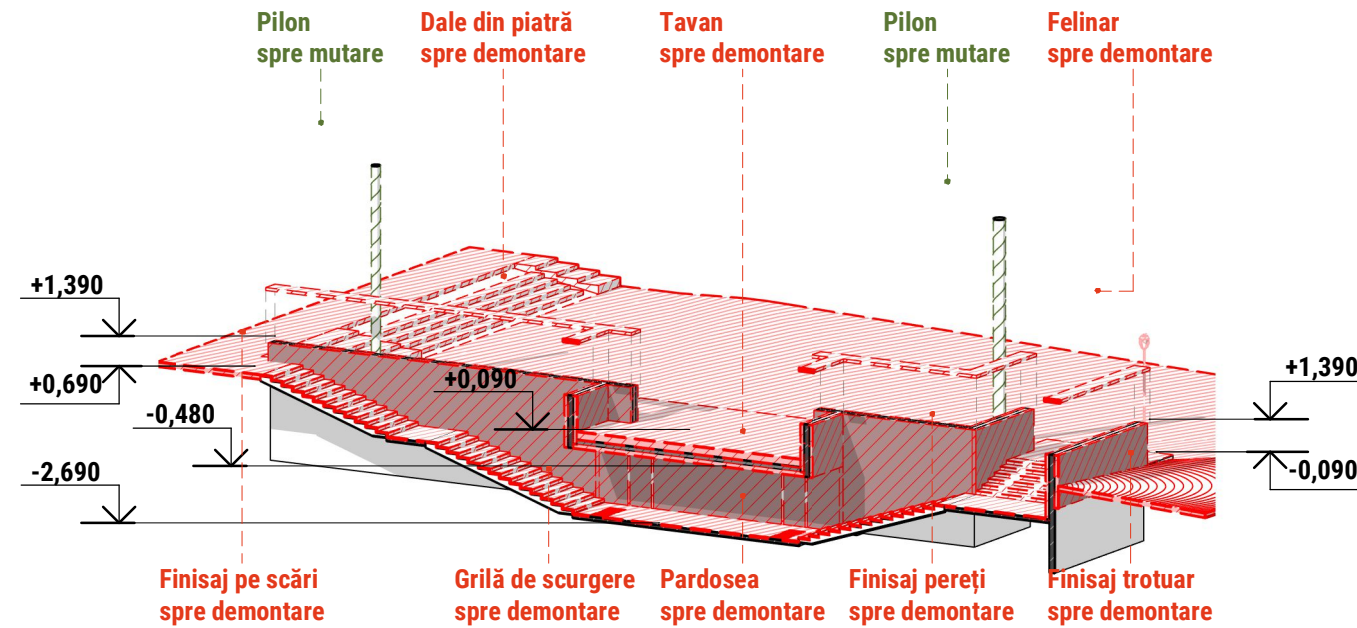 Pilon
spre mutare
Dale din piatră
spre demontare
Tavan
spre demontare
Pilon
spre mutare
Felinar
spre demontare
+1,390
+0,690
+0,090
-0,480
-2,690
+1,390
-0,090
Finisaj pe scări
spre demontare
Grilă de scurgere
spre demontare
Pardosea
spre demontare
Finisaj pereți
spre demontare
Finisaj trotuar
spre demontare